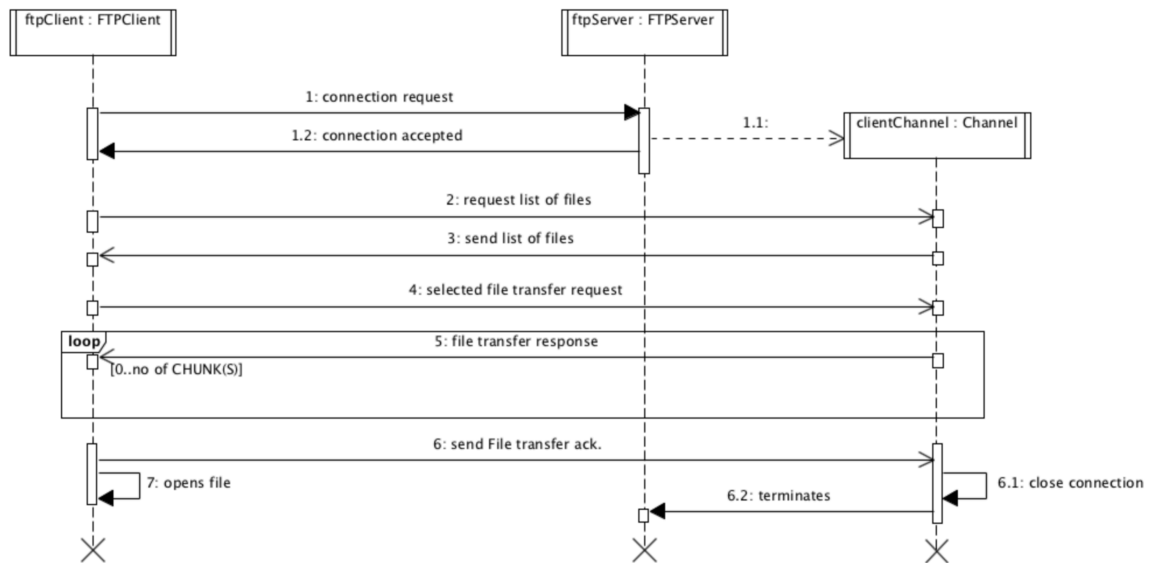 ftpClient : FTPClient
ftpServer : FTPServer
1: connection request
1.1:
clientChannel : Channel
1.2: connection accepted
2: request list of files
3: send list of files
4: selected file transfer request
loop
5: file transfer response
[0..no of CHUNK(S)]
6: send File transfer ack.
7: opens file
6.1: close connection
6.2: terminates